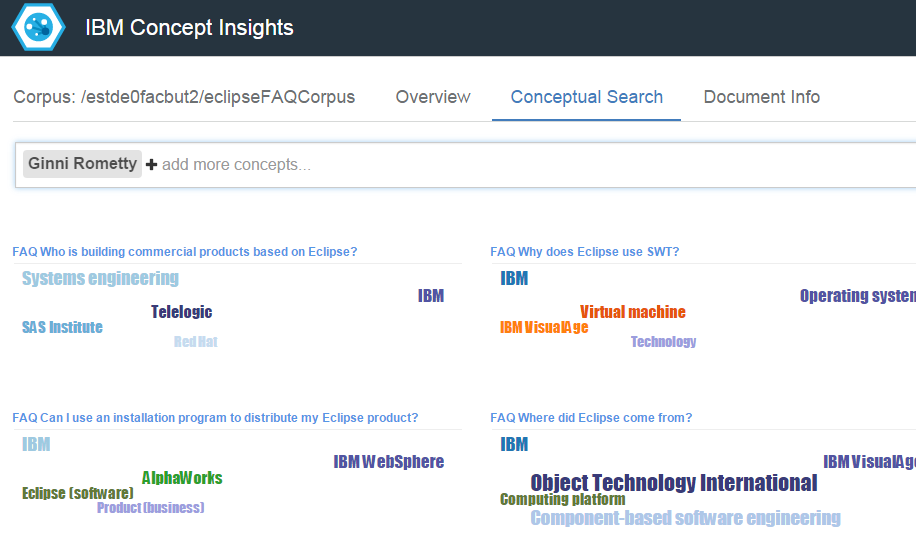 IBM Concept Insights
Corpus: /estde0facbut2/eclipseFAQCorpus Overview Conceptual Search Document Info
Ginni Rometty + add more concepts...
FAQ Who is building commercial products based on Eclipse?
Systems engineering
IBM
Telelogic
SAS Institute
Red Hat
FAQ Why does Eclipse use SWT?
IBM
Operating system
Virtual machine
IBM VisualAge
Technology
FAQ Can I use an installation program to distribute my Eclipse product?
IBM
IBM WebSphere
AlphaWorks
Eclipse (software)
Product (business)
FAQ Where did Eclipse come from?
IBM
IBM VisualAge
Object Technology International
Computing platform
Component-based software engineering